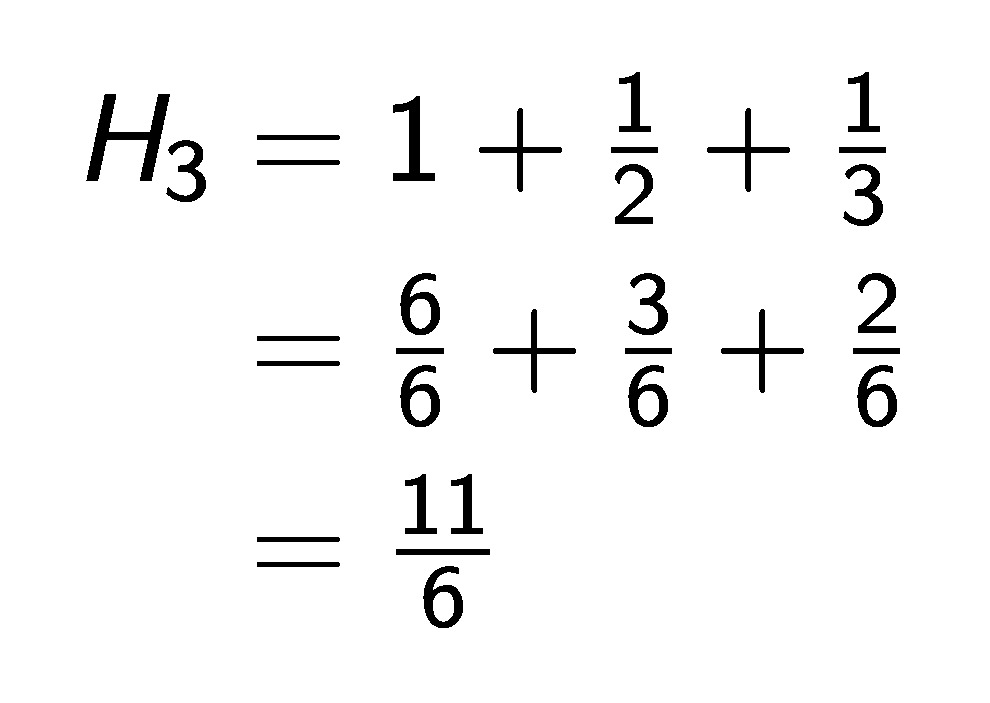 H₃ = 1 + 1/2 + 1/3
= 6/6 + 3/6 + 2/6
= 11/6